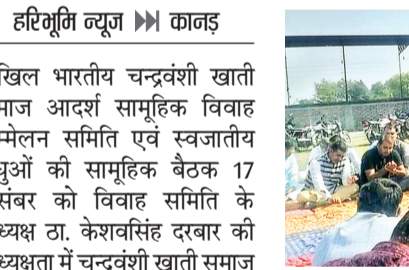 हरिभूमि न्यूज कानड़
खिल भारतीय चन्द्रवंशी खाती
माज आदर्श सामूहिक विवाह
म्मेलन समिति एवं स्वजातीय
धुओं की सामूहिक बैठक 17
संबर को विवाह समिति के
ध्यक्ष ठा. केशवसिंह दरबार की
ध्यक्षता में चन्द्रवंशी खाती समाज